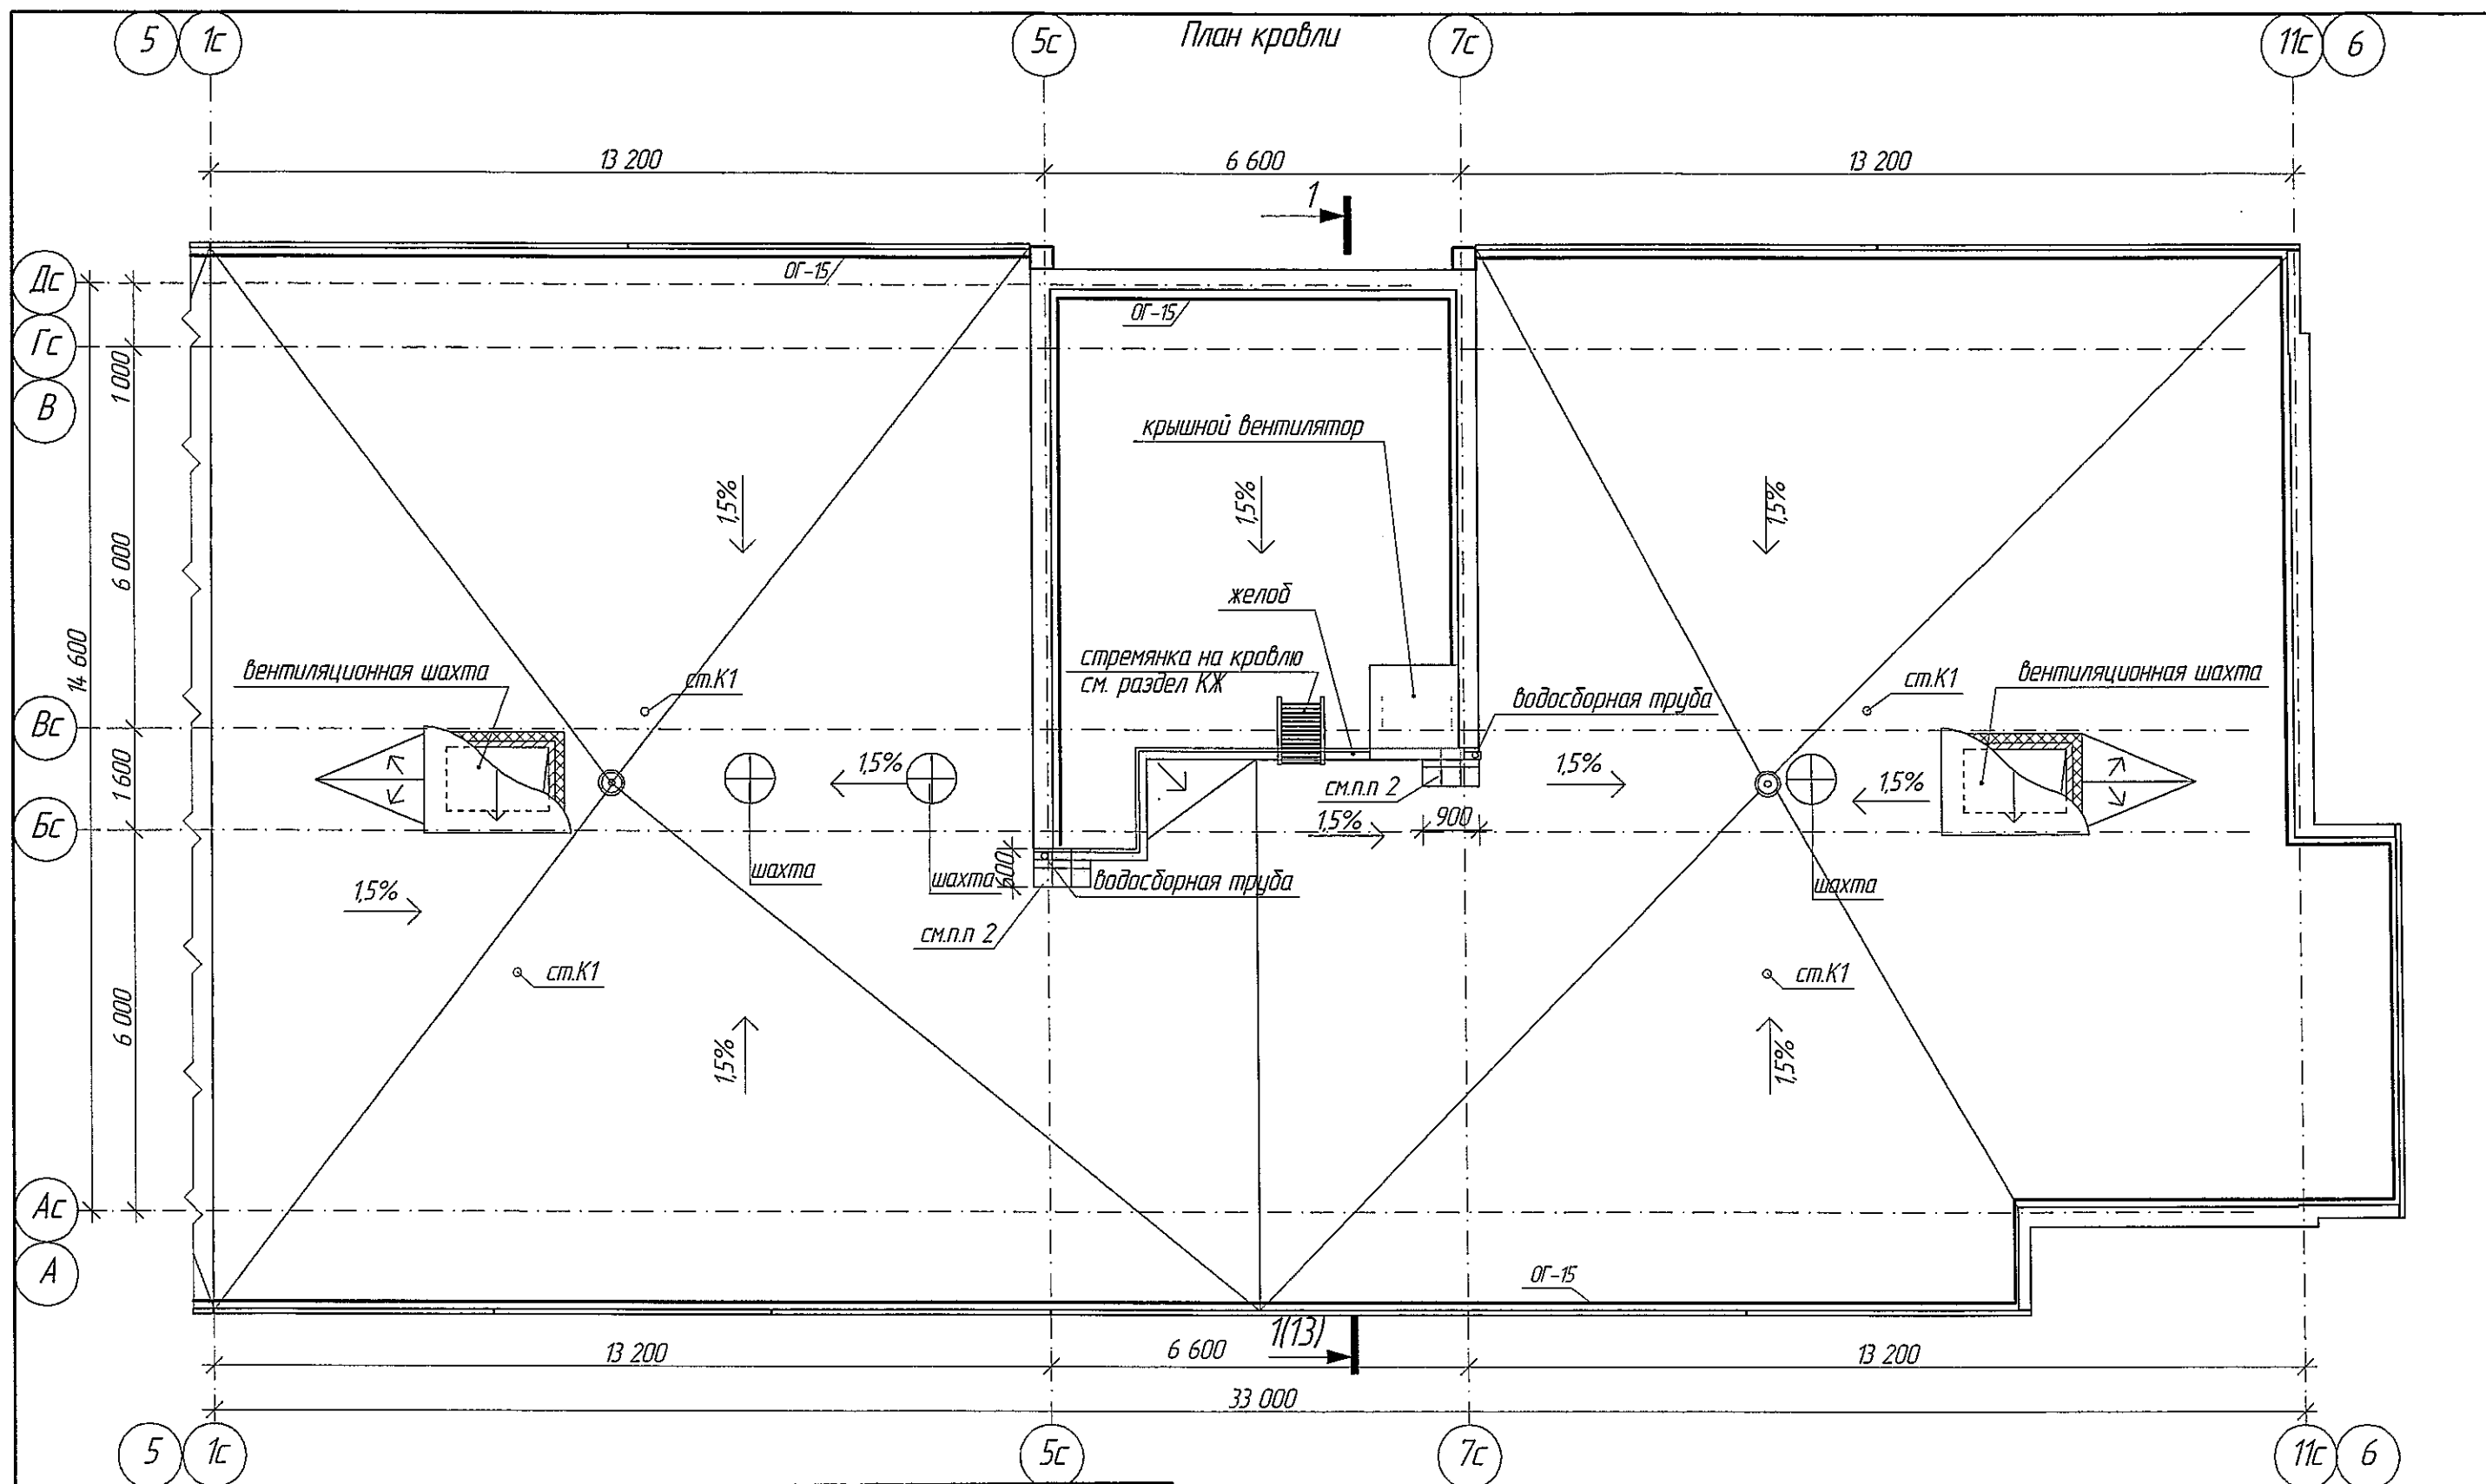 План кровли
5 1с 5с 7с 11с 6
13 200 6 600 13 200
1
Дс
Гс
В
Вс
Бс
Ас
А
14 600
1 000
6 000
1 600
6 000
ОГ-15
ОГ-15
крышной вентилятор
1,5%
1,5%
1,5%
желоб
стремянка на кровлю
см. раздел КЖ
вентиляционная шахта
ст.К1
водосборная труба
ст.К1
вентиляционная шахта
1,5%
1,5%
1,5%
см.п.п 2
1,5%
900
шахта
шахта
600
водосборная труба
шахта
1,5%
см.п.п 2
ст.К1
ст.К1
1,5%
1,5%
ОГ-15
1(13)
13 200 6 600 13 200
33 000
5 1с 5с 7с 11с 6